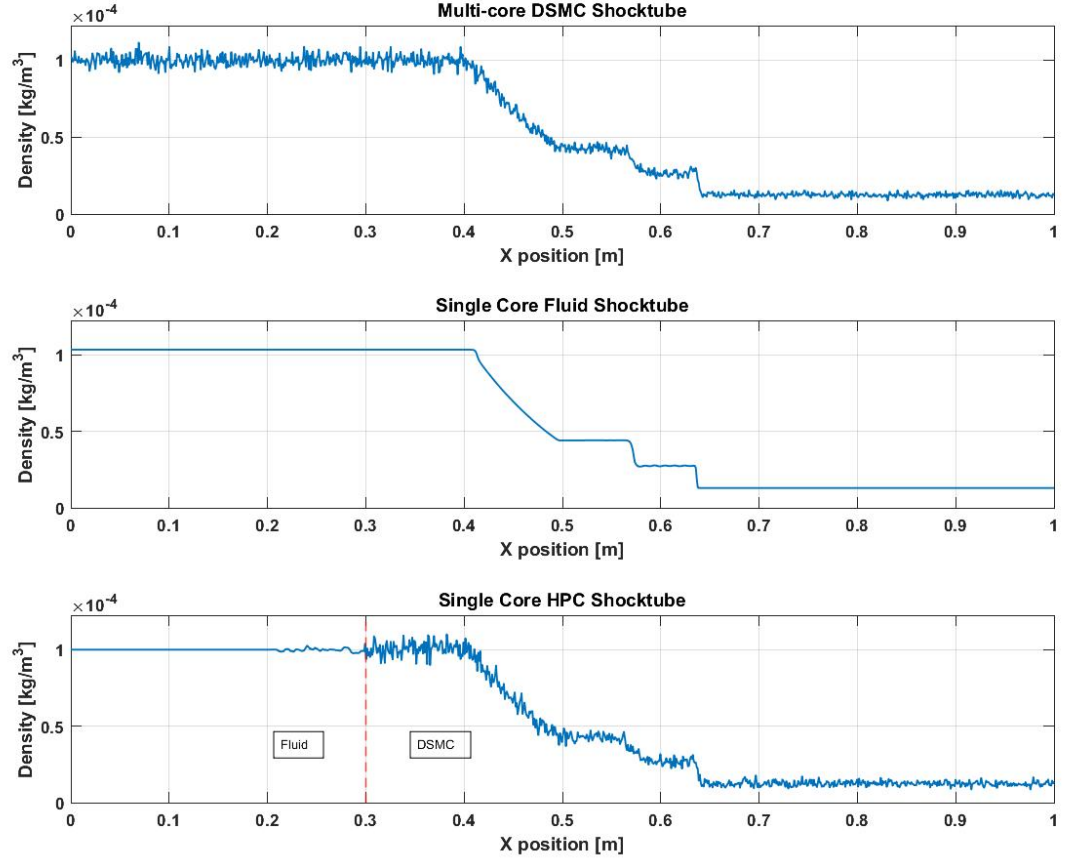 Multi-core DSMC Shocktube
×10⁻⁴
1
0.5
0
Density [kg/m³]
0 0.1 0.2 0.3 0.4 0.5 0.6 0.7 0.8 0.9 1
X position [m]
Single Core Fluid Shocktube
×10⁻⁴
1
0.5
0
Density [kg/m³]
0 0.1 0.2 0.3 0.4 0.5 0.6 0.7 0.8 0.9 1
X position [m]
Single Core HPC Shocktube
×10⁻⁴
1
0.5
0
Density [kg/m³]
Fluid DSMC
0 0.1 0.2 0.3 0.4 0.5 0.6 0.7 0.8 0.9 1
X position [m]